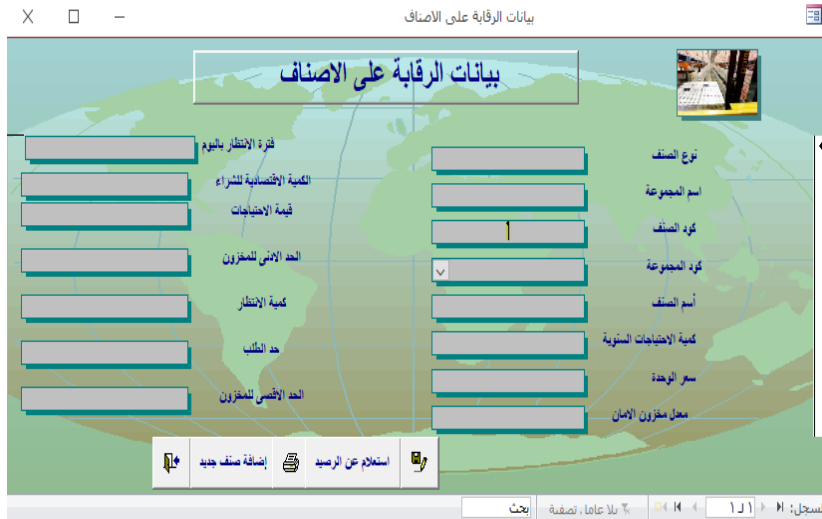 بيانات الرقابة على الاصناف
بيانات الرقابة على الاصناف
نوع الصنف
اسم المجموعة
كود الصنف
1
كود المجموعة
أسم الصنف
كمية الاحتياجات السنوية
سعر الوحدة
معدل مخزون الامان
فترة الانتظار باليوم
الكمية الاقتصادية للشراء
قيمة الاحتياجات
الحد الادنى للمخزون
كمية الانتظار
حد الطلب
الحد الاقصى للمخزون
استعلام عن الرصيد
إضافة صنف جديد
سجل: ١ لـ ١ بلا عامل تصفية بحث